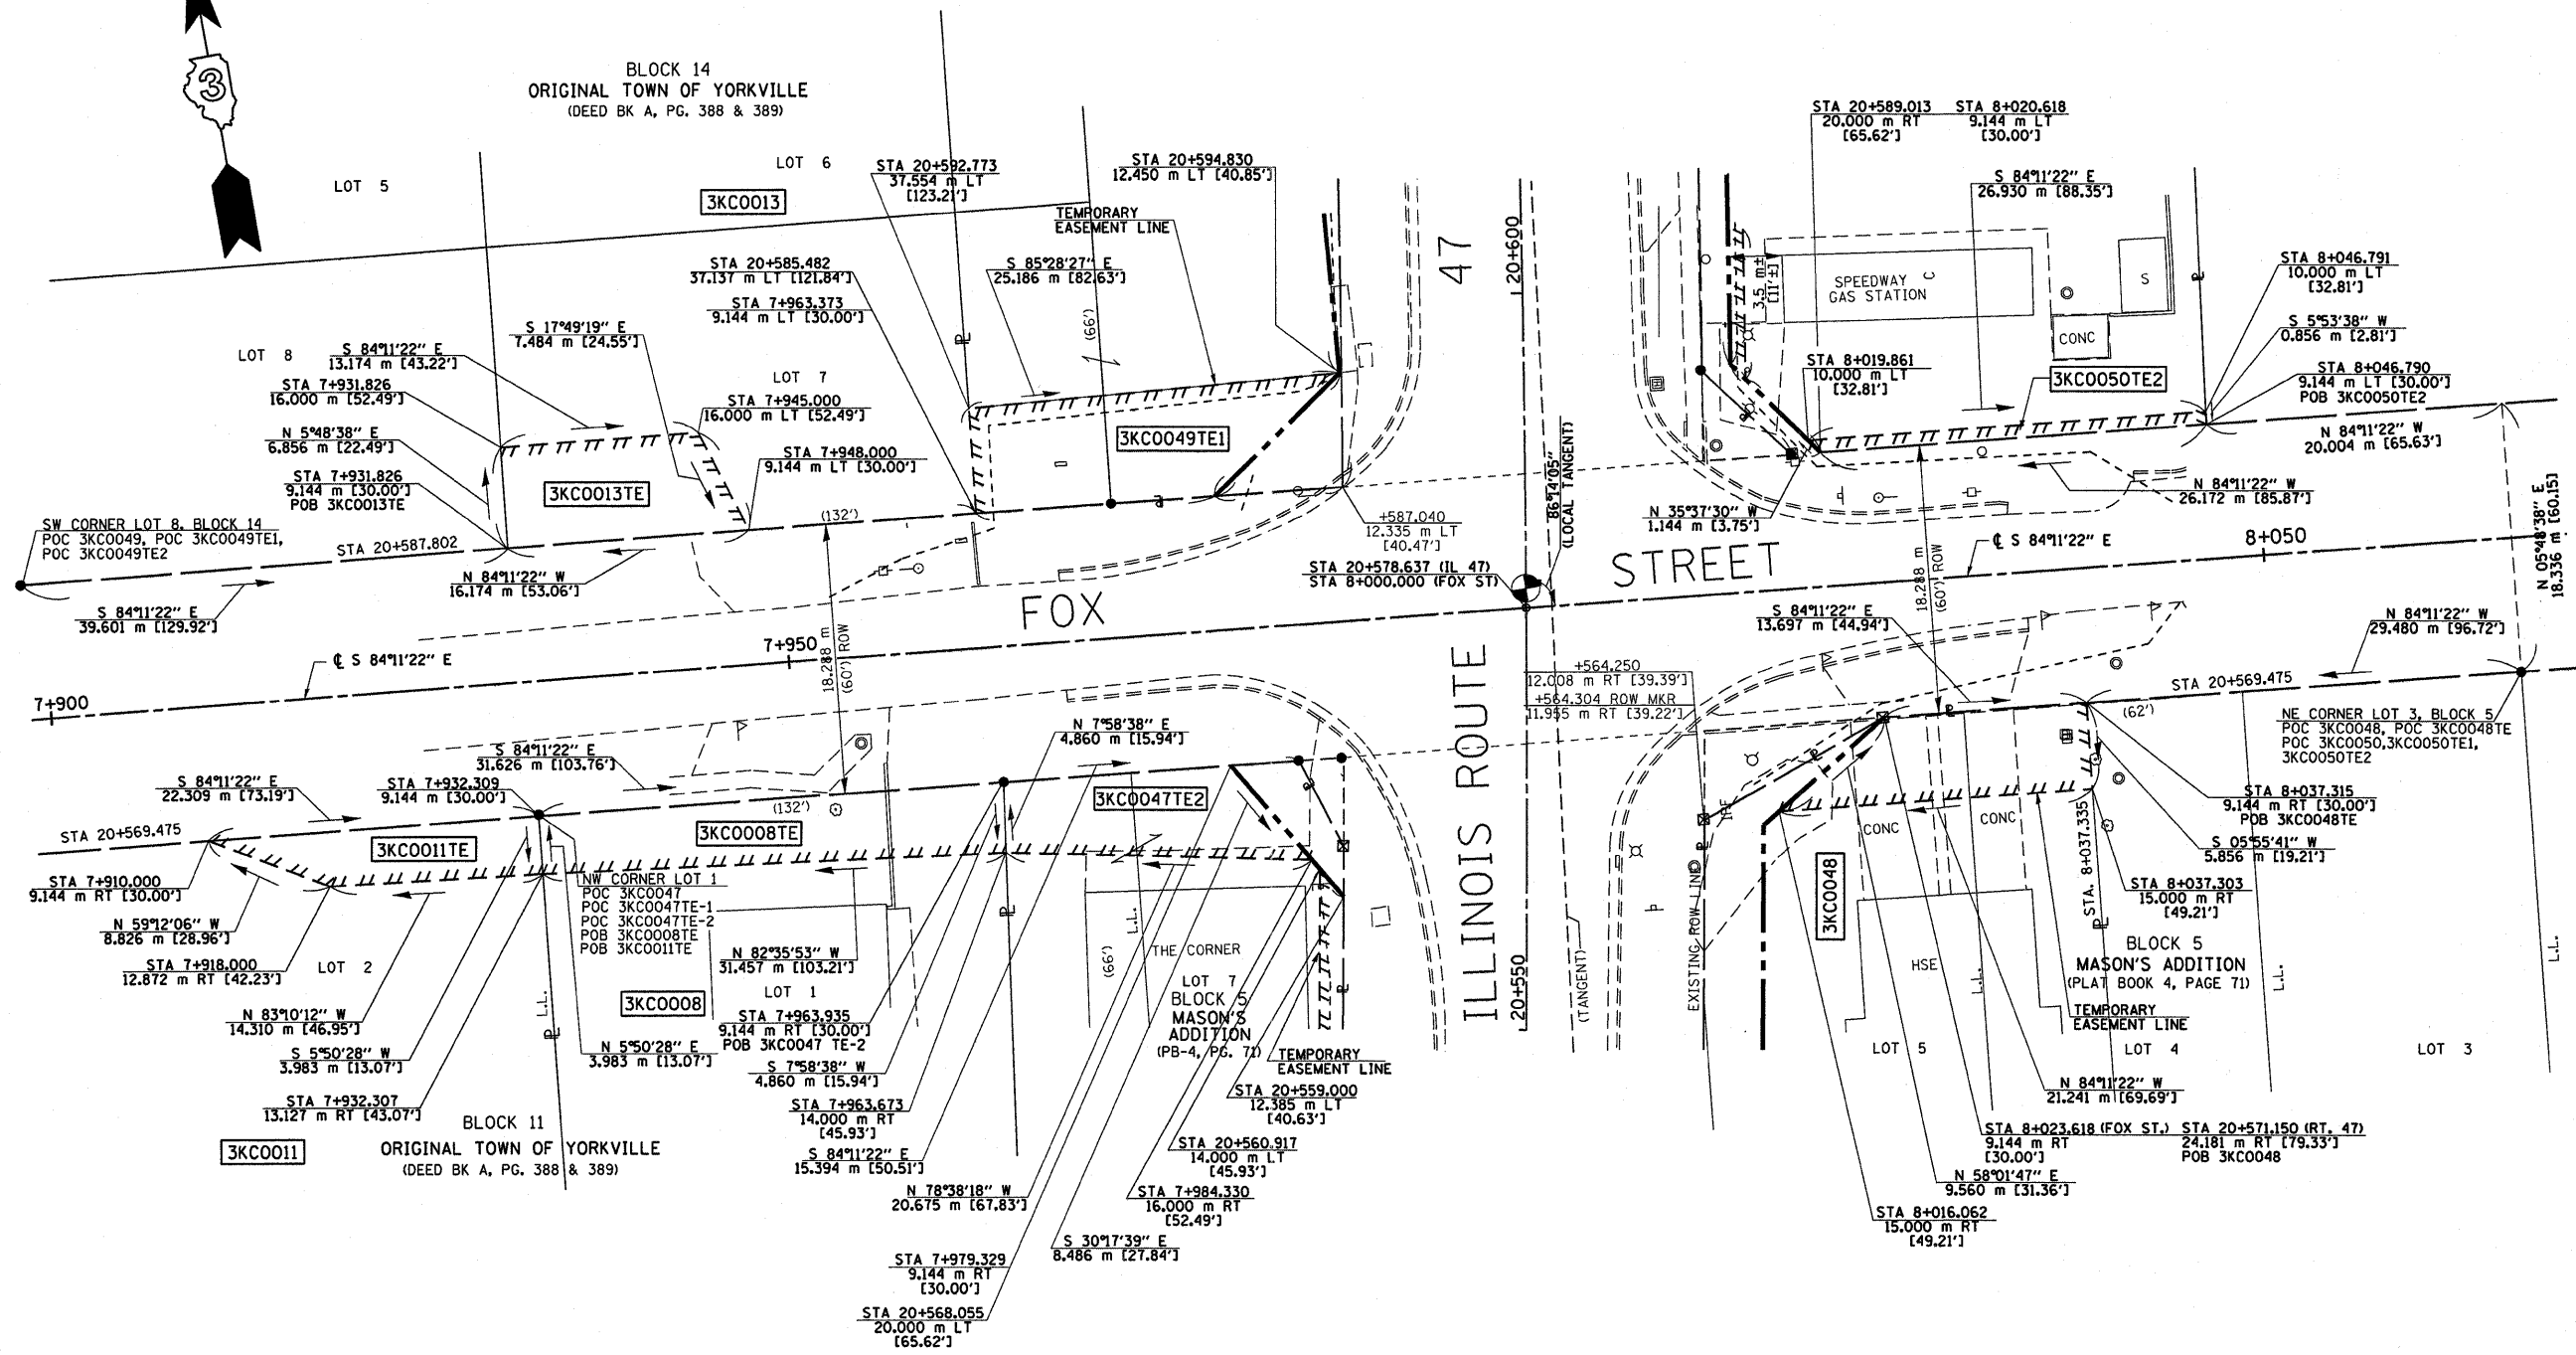 3
BLOCK 14
ORIGINAL TOWN OF YORKVILLE
(DEED BK A, PG. 388 & 389)
LOT 5
LOT 6
3KC0013
STA 20+592.773
37.554 m LT
[123.21']
STA 20+594.830
12.450 m LT [40.85']
TEMPORARY
EASEMENT LINE
STA 20+585.482
37.137 m LT [121.84']
STA 7+963.373
9.144 m LT [30.00']
S 85°28'27" E
25.186 m [82.63']
(66')
S 17°49'19" E
7.484 m [24.55']
LOT 8
S 84°11'22" E
13.174 m [43.22']
STA 7+931.826
16.000 m [52.49']
N 5°48'38" E
6.856 m [22.49']
STA 7+931.826
9.144 m [30.00']
POB 3KC0013TE
LOT 7
STA 7+945.000
16.000 m LT [52.49']
STA 7+948.000
9.144 m LT [30.00']
3KC0013TE
3KC0049TE1
SW CORNER LOT 8, BLOCK 14
POC 3KC0049, POC 3KC0049TE1,
POC 3KC0049TE2
STA 20+587.802
(132')
N 84°11'22" W
16.174 m [53.06']
S 84°11'22" E
39.601 m [129.92']
+587.040
12.335 m LT
[40.47']
47
20+600
86°14'05"
(LOCAL TANGENT)
STA 20+578.637 (IL 47)
STA 8+000.000 (FOX ST)
STA 20+589.013 STA 8+020.618
20.000 m RT 9.144 m LT
[65.62'] [30.00']
S 84°11'22" E
26.930 m [88.35']
SPEEDWAY
GAS STATION
C
S
CONC
3.5 m±
[11'±]
STA 8+046.791
10.000 m LT
[32.81']
S 5°53'38" W
0.856 m [2.81']
STA 8+046.790
9.144 m LT [30.00']
POB 3KC0050TE2
STA 8+019.861
10.000 m LT
[32.81']
3KC0050TE2
N 84°11'22" W
20.004 m [65.63']
N 84°11'22" W
26.172 m [85.87']
N 35°37'30" W
1.144 m [3.75']
N 05°48'38" E
18.336 m [60.15']
FOX
STREET
℄ S 84°11'22" E
8+050
18.288 m
(60') ROW
7+950
18.288 m
(60') ROW
℄ S 84°11'22" E
7+900
S 84°11'22" E
13.697 m [44.94']
N 84°11'22" W
29.480 m [96.72']
STA 20+569.475
(62')
NE CORNER LOT 3, BLOCK 5
POC 3KC0048, POC 3KC0048TE
POC 3KC0050,3KC0050TE1,
3KC0050TE2
+564.250
12.008 m RT [39.39']
+564.304 ROW MKR
11.955 m RT [39.22']
N 7°58'38" E
4.860 m [15.94']
S 84°11'22" E
31.626 m [103.76']
S 84°11'22" E
22.309 m [73.19']
STA 7+932.309
9.144 m [30.00']
STA 20+569.475
(132')
3KC0011TE
3KC0008TE
3KC0047TE2
STA 7+910.000
9.144 m RT [30.00']
N 59°12'06" W
8.826 m [28.96']
STA 7+918.000
12.872 m RT [42.23']
LOT 2
NW CORNER LOT 1
POC 3KC0047
POC 3KC0047TE-1
POC 3KC0047TE-2
POB 3KC0008TE
POB 3KC0011TE
N 82°35'53" W
31.457 m [103.21']
LOT 1
3KC0008
(66')
L.L.
THE CORNER
LOT 7
BLOCK 5
MASON'S
ADDITION
(PB-4, PG. 71)
TEMPORARY
EASEMENT LINE
ILLINOIS ROUTE
20+550
(TANGENT)
EXISTING ROW LINE
IPF
CONC
CONC
3KC0048
HSE
L.L.
STA. 8+037.335
STA 8+037.315
9.144 m RT [30.00']
POB 3KC0048TE
S 05°55'41" W
5.856 m [19.21']
STA 8+037.303
15.000 m RT
[49.21']
BLOCK 5
MASON'S ADDITION
(PLAT BOOK 4, PAGE 71)
TEMPORARY
EASEMENT LINE
L.L.
L.L.
LOT 5
LOT 4
LOT 3
N 83°10'12" W
14.310 m [46.95']
S 5°50'28" W
3.983 m [13.07']
STA 7+932.307
13.127 m RT [43.07']
L.L.
N 5°50'28" E
3.983 m [13.07']
STA 7+963.935
9.144 m RT [30.00']
POB 3KC0047 TE-2
S 7°58'38" W
4.860 m [15.94']
STA 7+963.673
14.000 m RT
[45.93']
S 84°11'22" E
15.394 m [50.51']
N 78°38'18" W
20.675 m [67.83']
STA 7+979.329
9.144 m RT
[30.00']
STA 20+568.055
20.000 m LT
[65.62']
STA 20+559.000
12.385 m LT
[40.63']
STA 20+560.917
14.000 m LT
[45.93']
STA 7+984.330
16.000 m RT
[52.49']
S 30°17'39" E
8.486 m [27.84']
BLOCK 11
ORIGINAL TOWN OF YORKVILLE
(DEED BK A, PG. 388 & 389)
3KC0011
N 84°11'22" W
21.241 m [69.69']
STA 8+023.618 (FOX ST.) STA 20+571.150 (RT. 47)
9.144 m RT 24.181 m RT [79.33']
[30.00'] POB 3KC0048
N 58°01'47" E
9.560 m [31.36']
STA 8+016.062
15.000 m RT
[49.21']